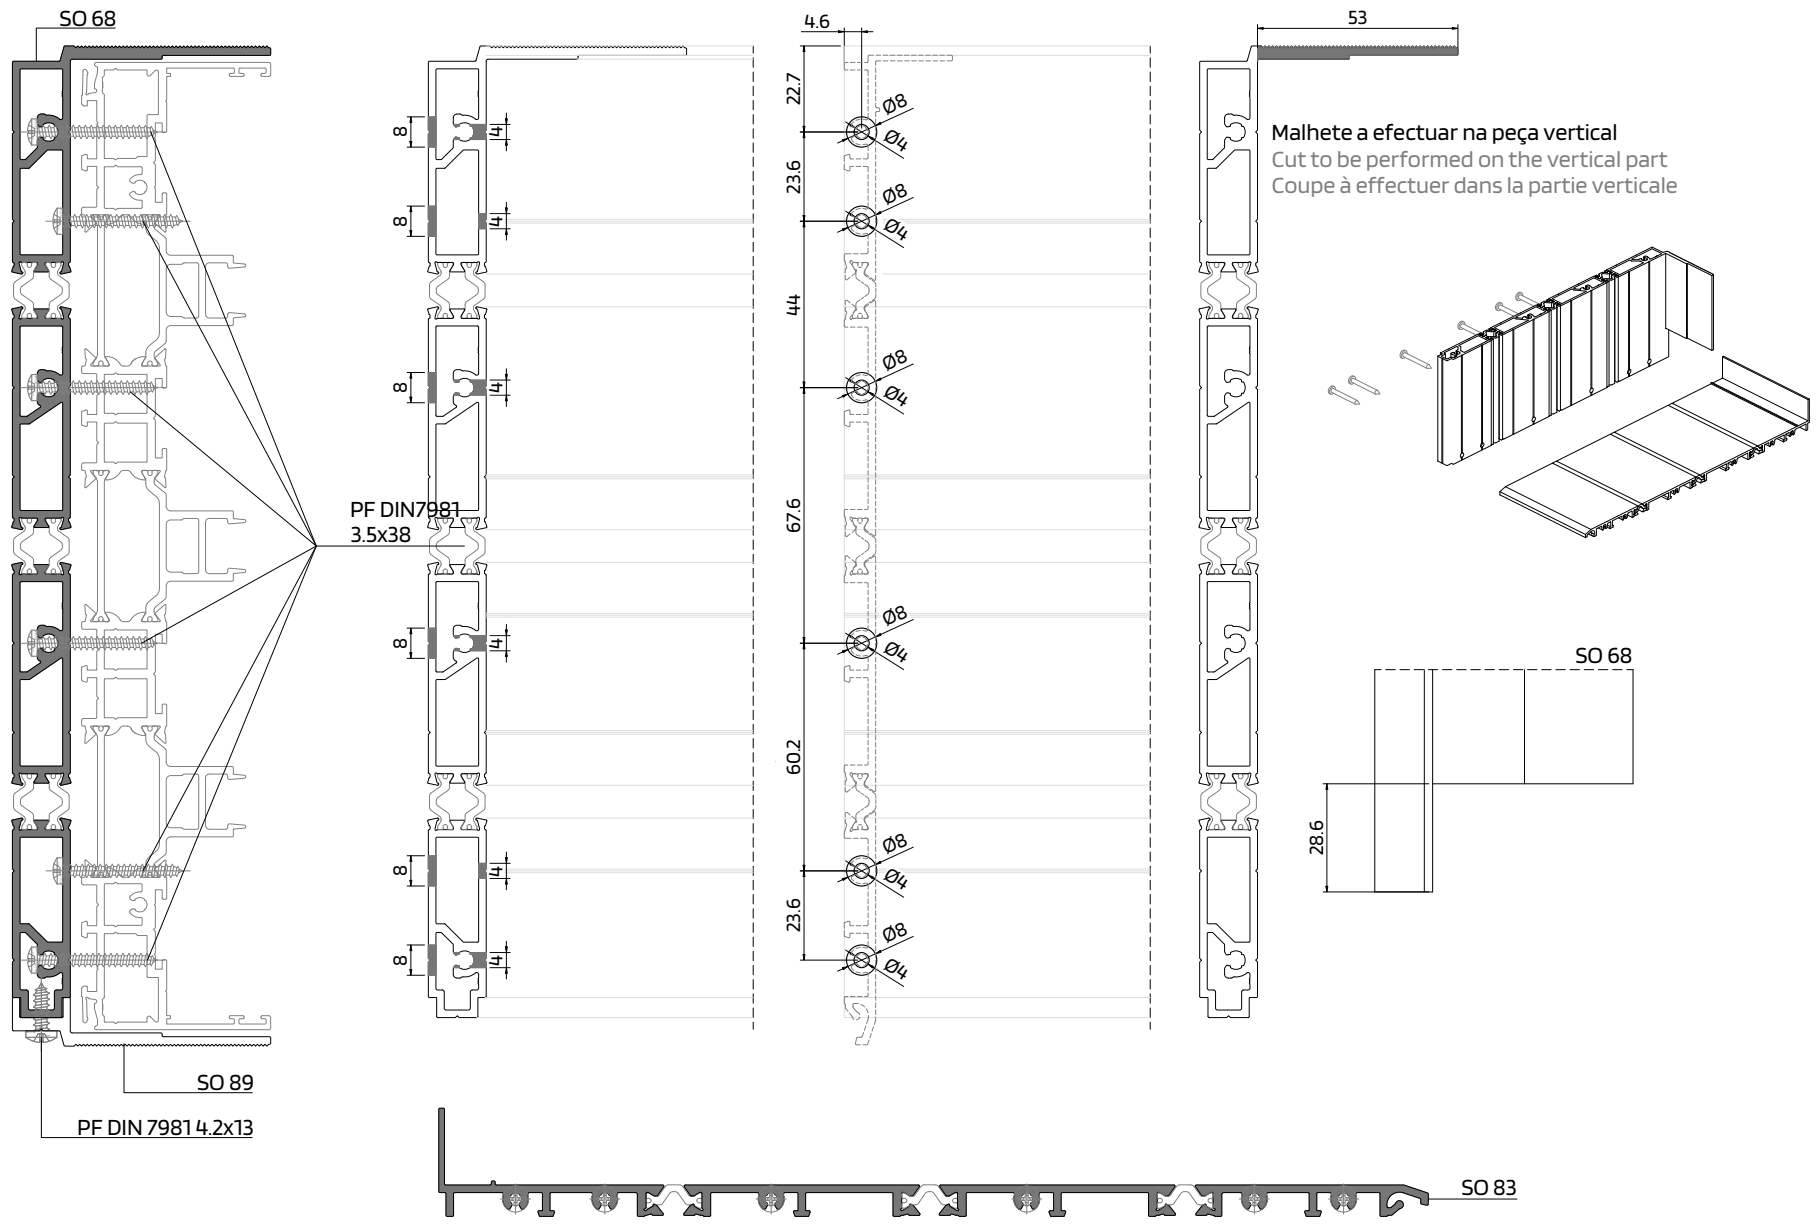 SO 68
4.6
53
22.7
Ø8
Ø4
8
4
Malhete a efectuar na peça vertical
Cut to be performed on the vertical part
Coupe à effectuer dans la partie verticale
23.6
Ø8
Ø4
8
4
44
Ø8
Ø4
8
4
PF DIN7981
3.5x38
67.6
Ø8
Ø4
8
4
SO 68
60.2
28.6
Ø8
Ø4
8
4
23.6
Ø8
Ø4
8
4
SO 89
PF DIN 7981 4.2x13
SO 83